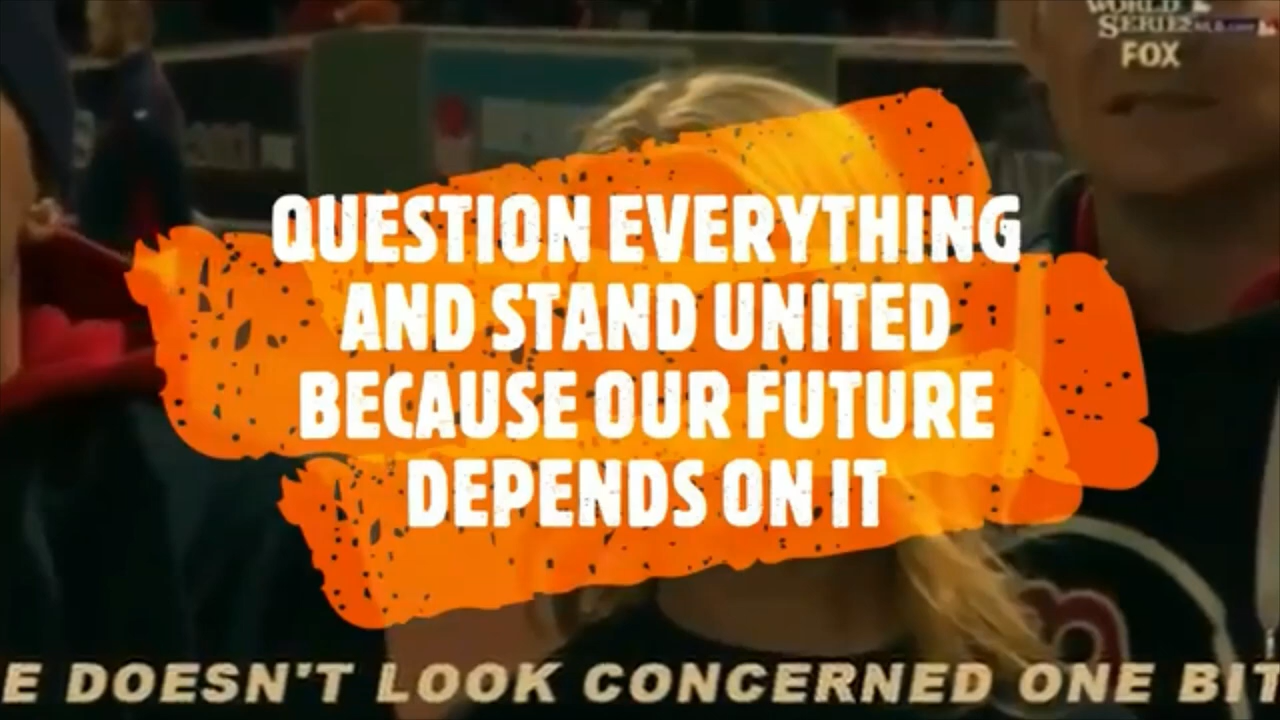 WORLD
SERIES
FOX
QUESTION EVERYTHING
AND STAND UNITED
BECAUSE OUR FUTURE
DEPENDS ON IT
E DOESN'T LOOK CONCERNED ONE BIT